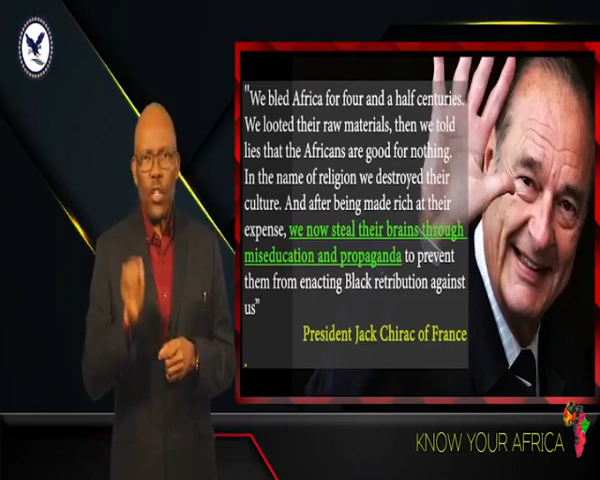 "We bled Africa for four and a half centuries.
We looted their raw materials, then we told
lies that the Africans are good for nothing.
In the name of religion we destroyed their
culture. And after being made rich at their
expense, we now steal their brains through
miseducation and propaganda to prevent
them from enacting Black retribution against
us”
President Jack Chirac of France
KNOW YOUR AFRICA